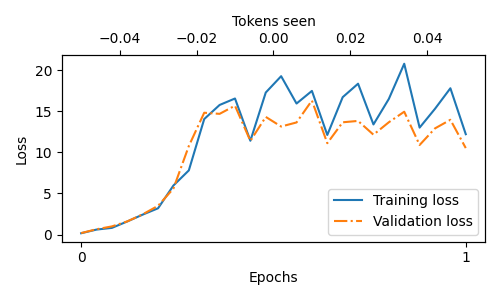 Tokens seen
−0.04 −0.02 0.00 0.02 0.04
20
15
10
5
0
Loss
Training loss
Validation loss
0 1
Epochs